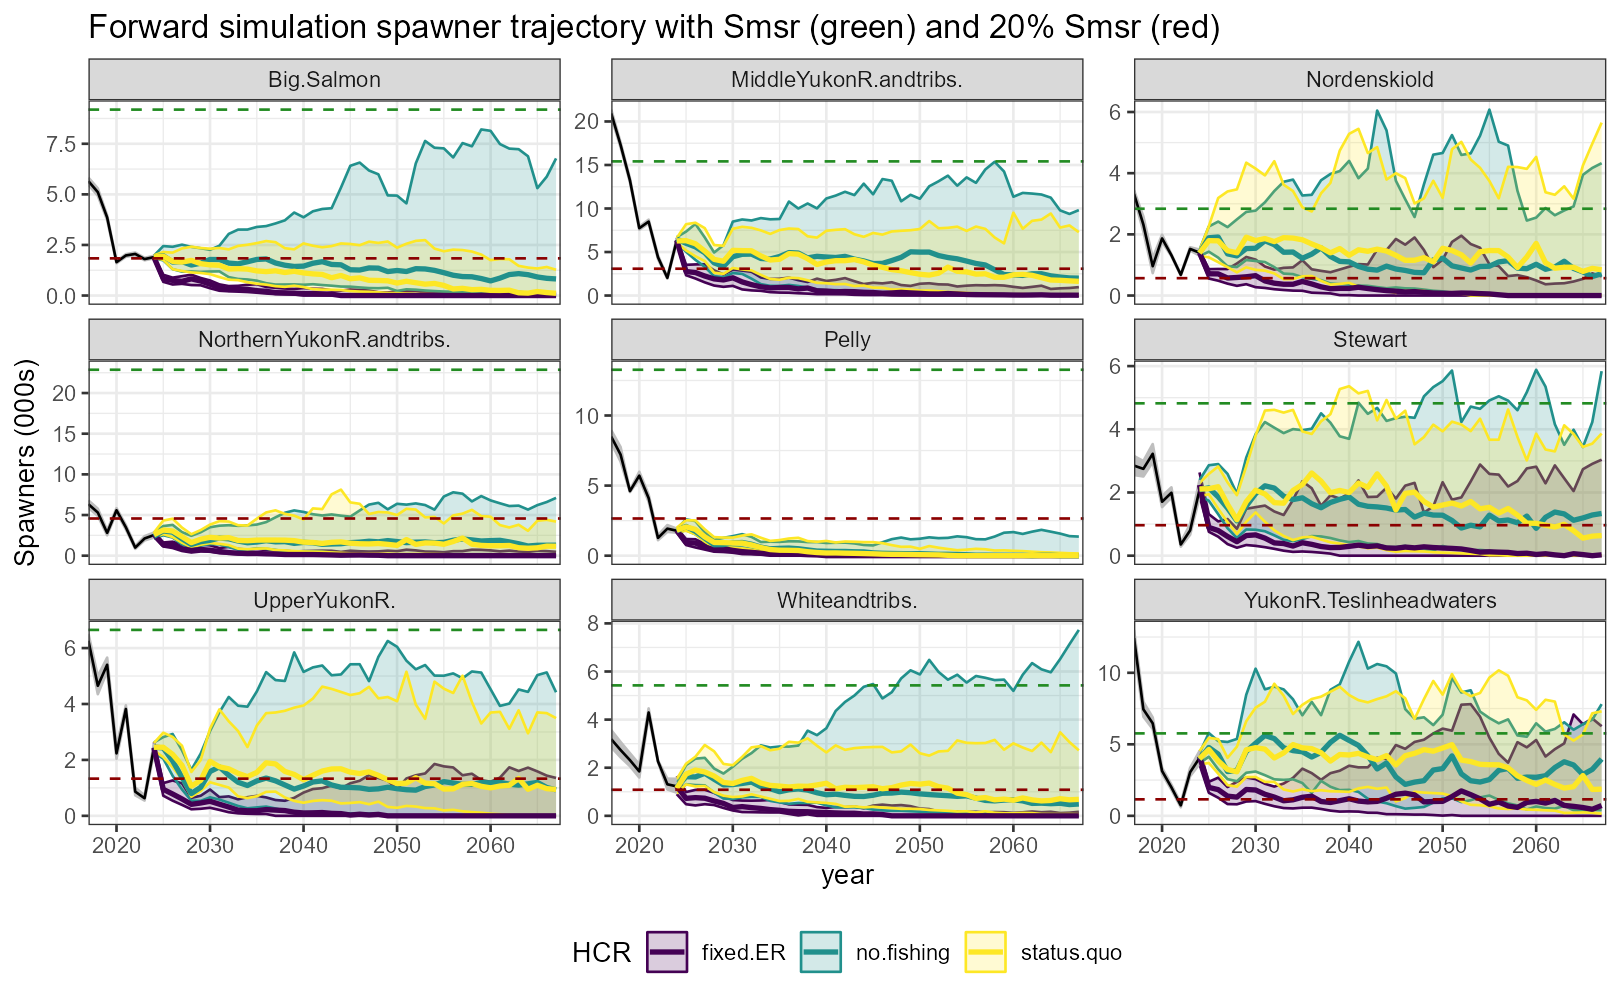 Forward simulation spawner trajectory with Smsr (green) and 20% Smsr (red)
Big.Salmon
MiddleYukonR.andtribs.
Nordenskiold
7.5
5.0
2.5
0.0
20
15
10
5
0
6
4
2
0
NorthernYukonR.andtribs.
Pelly
Stewart
20
15
10
5
0
10
5
0
6
4
2
0
Spawners (000s)
UpperYukonR.
Whiteandtribs.
YukonR.Teslinheadwaters
6
4
2
0
8
6
4
2
0
10
5
0
2020 2030 2040 2050 2060
2020 2030 2040 2050 2060
2020 2030 2040 2050 2060
year
HCR fixed.ER no.fishing status.quo